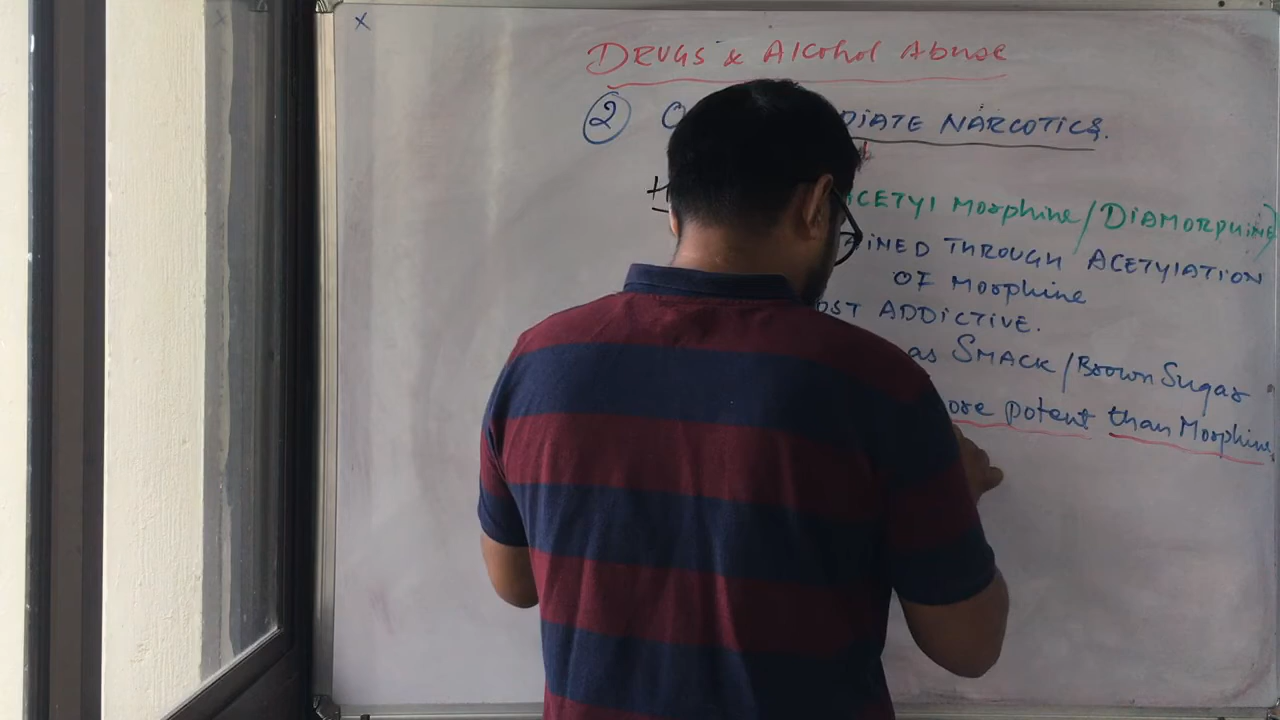 x
DRUGS & Alcohol Abuse
② DIATE NARCOTICS.
CETYl Morphine/DIAMORPHINE)
AINED THROUGH ACETYlATION
OF Morphine
OST ADDICTIVE.
as SMACK/Brown Sugar
ore potent than Morphine.